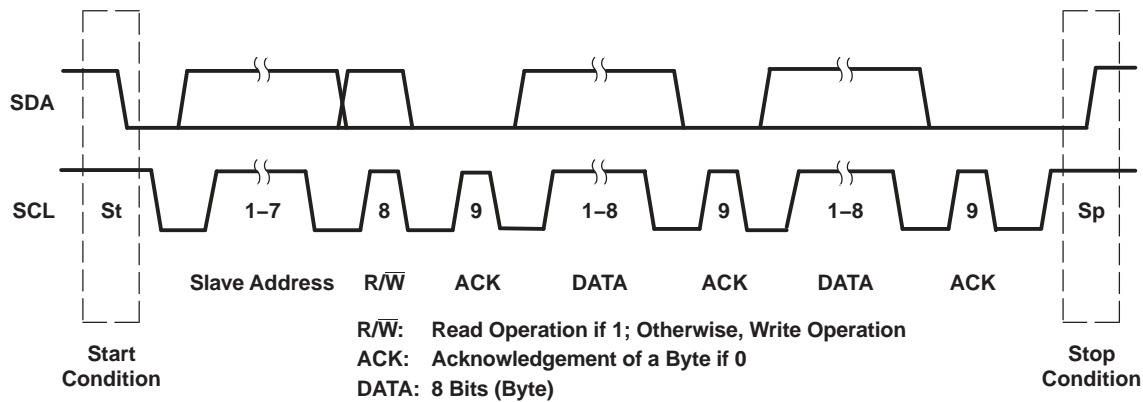 SDA
SCL
St 1–7 8 9 1–8 9 1–8 9 Sp
Slave Address R/W̅ ACK DATA ACK DATA ACK
R/W̅: Read Operation if 1; Otherwise, Write Operation
ACK: Acknowledgement of a Byte if 0
DATA: 8 Bits (Byte)
Start
Condition
Stop
Condition